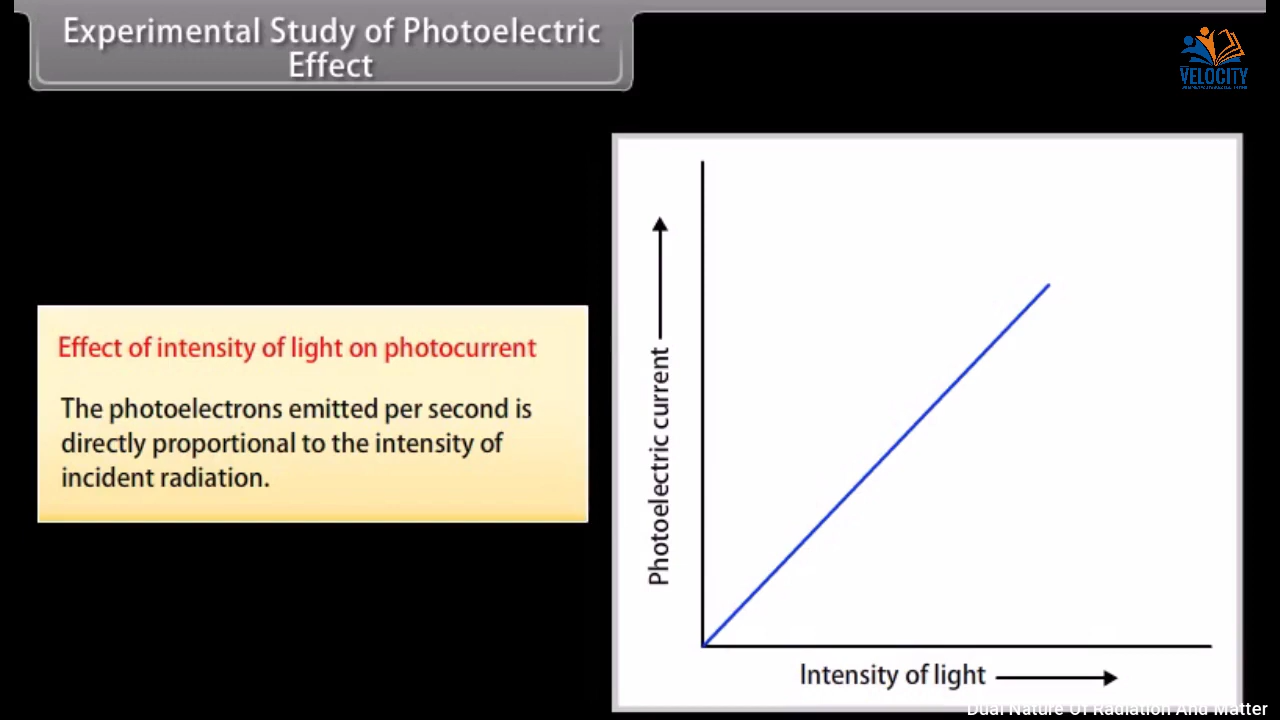 Experimental Study of Photoelectric
Effect
VELOCITY
Effect of intensity of light on photocurrent
The photoelectrons emitted per second is
directly proportional to the intensity of
incident radiation.
Photoelectric current
Intensity of light
Dual Nature Of Radiation And Matter